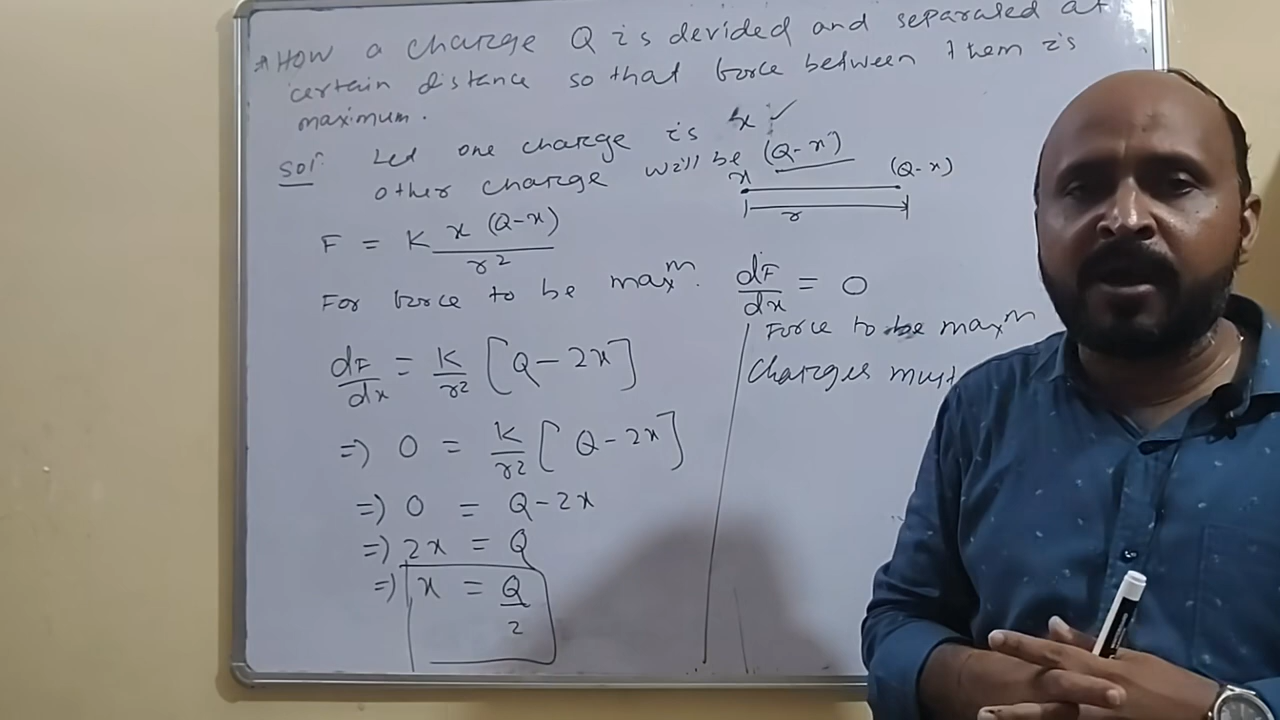 * How a charge Q is devided and separated at
certain distance so that force between them is
maximum.
Solⁿ. Let one charge is x ✓
other charge will be (Q-x)
x (Q-x)
r
F = K x (Q-x) / r²
For force to be maxᵐ. dF/dx = 0
dF/dx = K/r² [Q - 2x]
=) 0 = K/r² [Q - 2x]
=) 0 = Q - 2x
=) 2x = Q
=) x = Q/2
Force to be maxᵐ
charges must